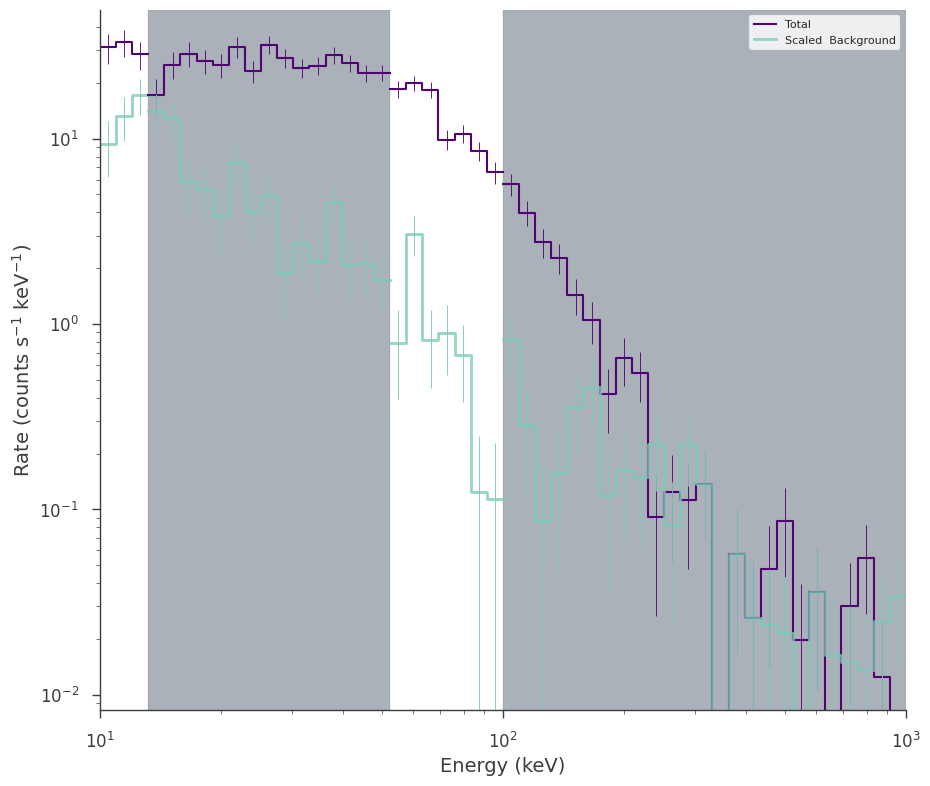 Total
Scaled  Background
10¹
10⁰
10⁻¹
10⁻²
Rate (counts s⁻¹ keV⁻¹)
10¹
10²
10³
Energy (keV)